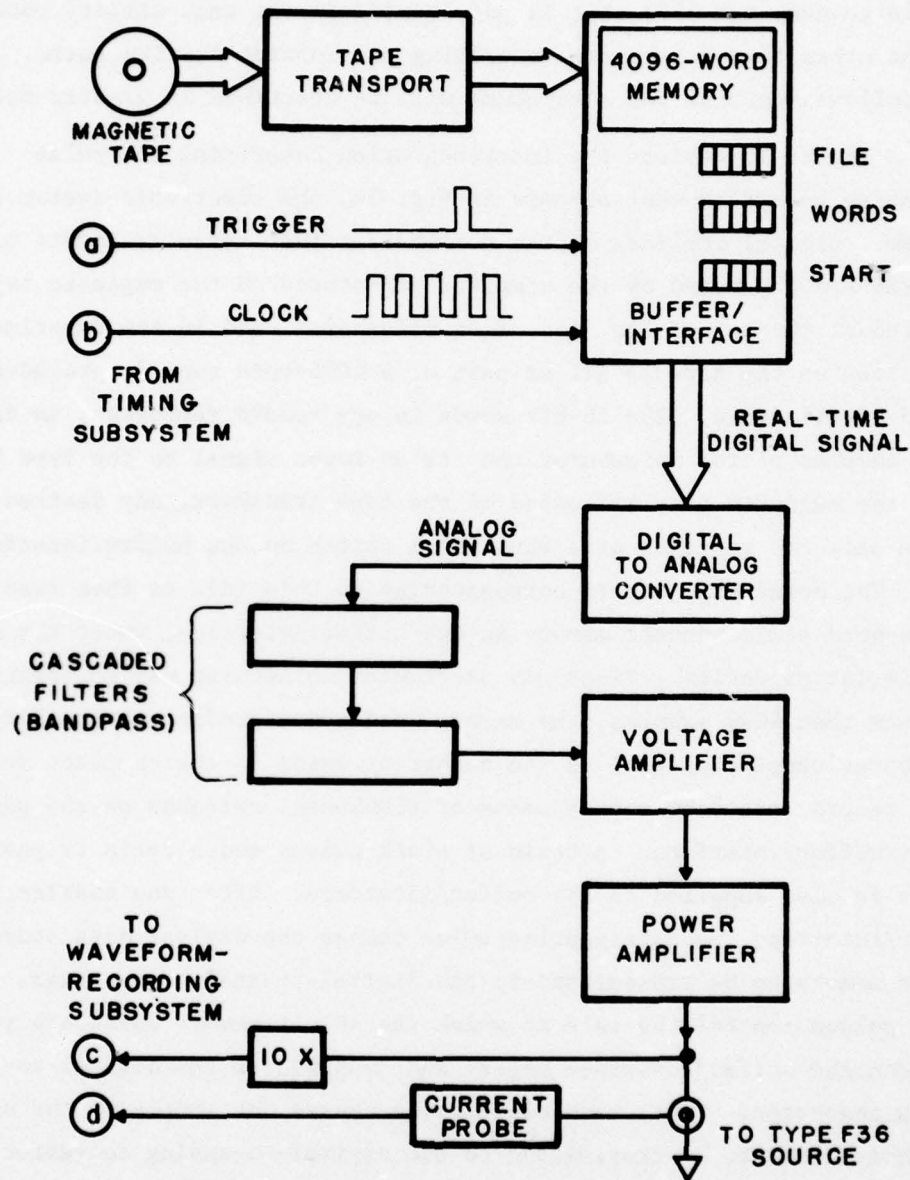 TAPE
TRANSPORT
4096-WORD
MEMORY
MAGNETIC
TAPE
FILE
WORDS
START
TRIGGER
a
CLOCK
BUFFER/
INTERFACE
b
FROM
TIMING
SUBSYSTEM
REAL-TIME
DIGITAL SIGNAL
ANALOG
SIGNAL
DIGITAL
TO ANALOG
CONVERTER
CASCADED
FILTERS
(BANDPASS)
VOLTAGE
AMPLIFIER
POWER
AMPLIFIER
TO
WAVEFORM-
RECORDING
SUBSYSTEM
c
10 X
d
CURRENT
PROBE
TO TYPE F36
SOURCE